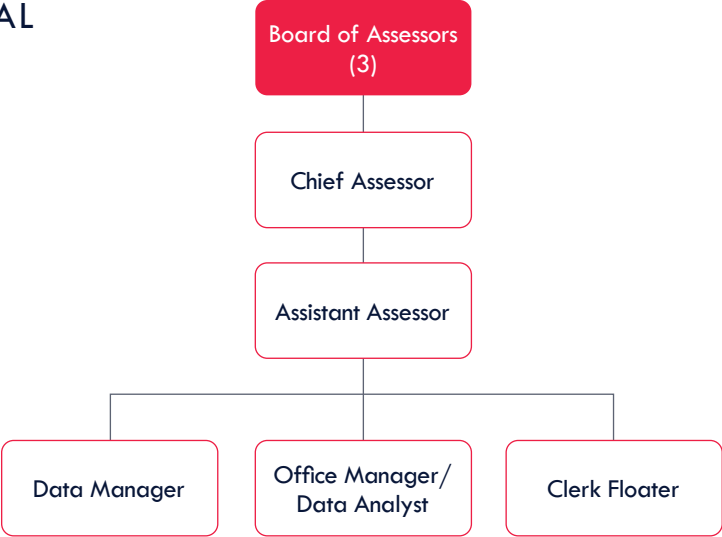 AL
Board of Assessors
(3)
Chief Assessor
Assistant Assessor
Data Manager
Office Manager/
Data Analyst
Clerk Floater